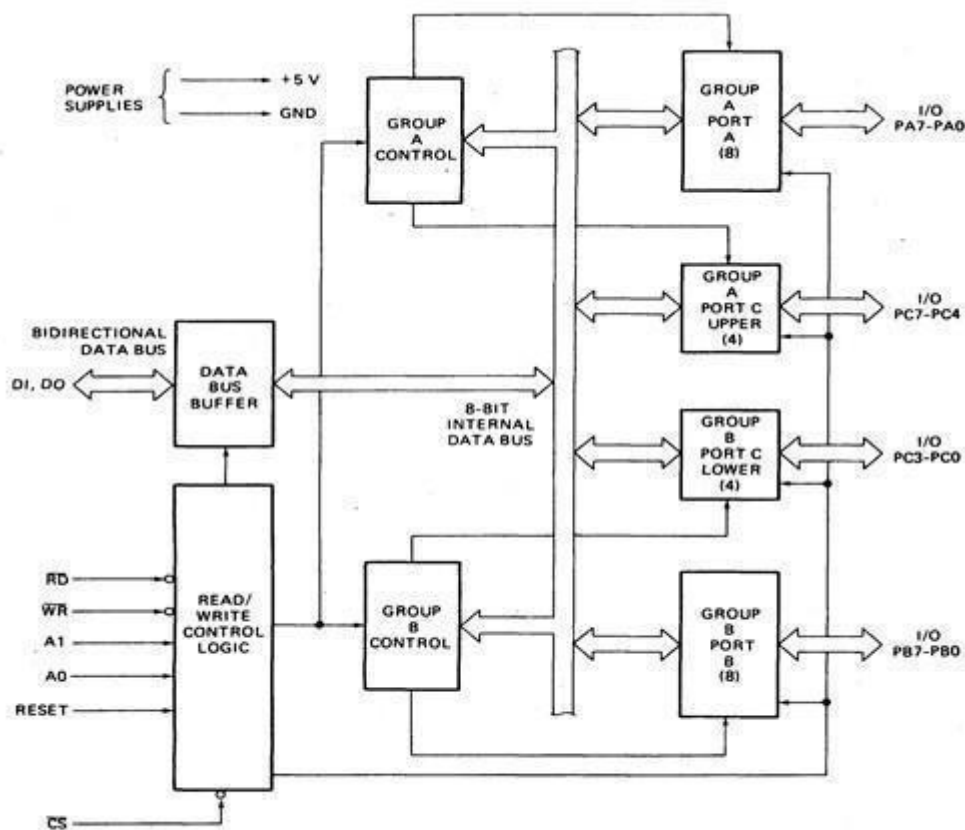 POWER
SUPPLIES
+5 V
GND
GROUP
A
CONTROL
GROUP
A
PORT
A
(8)
I/O
PA7-PA0
GROUP
A
PORT C
UPPER
(4)
I/O
PC7-PC4
BIDIRECTIONAL
DATA BUS
DI, DO
DATA
BUS
BUFFER
8-BIT
INTERNAL
DATA BUS
GROUP
B
PORT C
LOWER
(4)
I/O
PC3-PC0
RD
WR
A1
A0
RESET
CS
READ/
WRITE
CONTROL
LOGIC
GROUP
B
CONTROL
GROUP
B
PORT
B
(8)
I/O
PB7-PB0